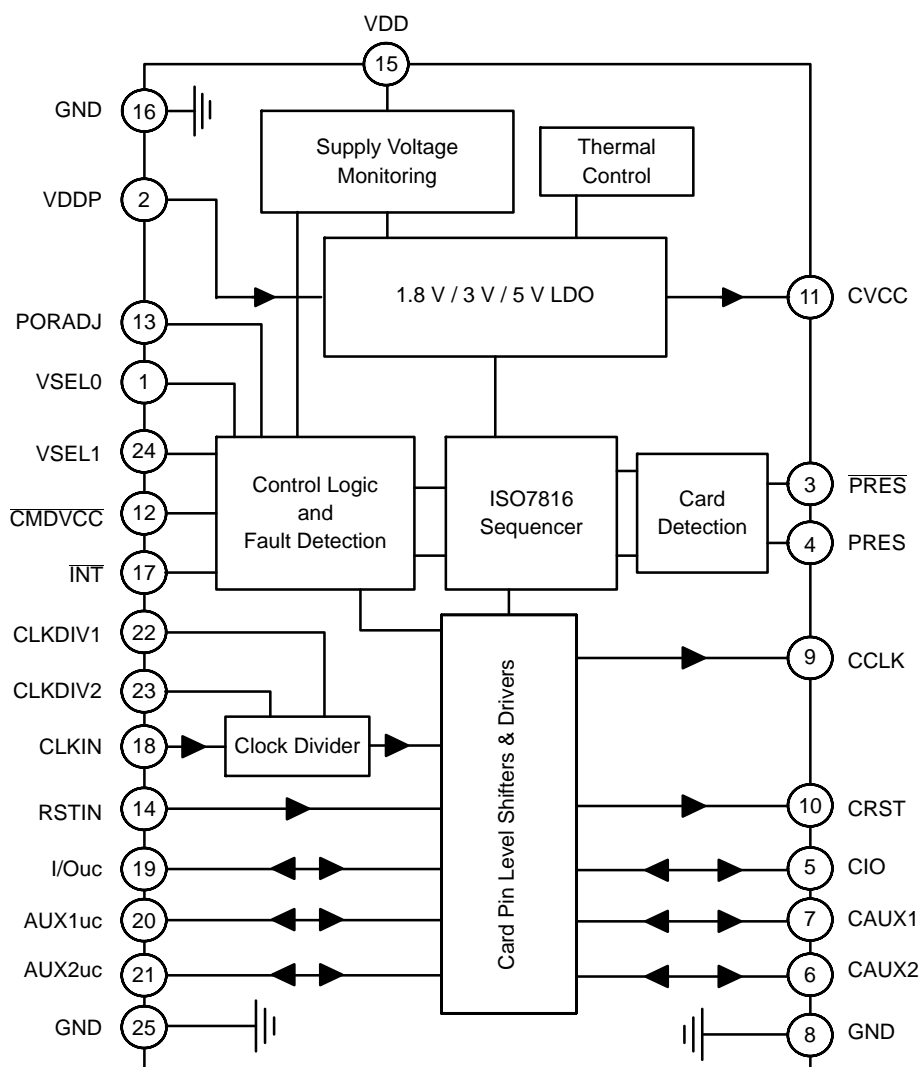 VDD
15
GND
16
Supply Voltage
Monitoring
Thermal
Control
VDDP
2
1.8 V / 3 V / 5 V LDO
11
CVCC
PORADJ
13
VSEL0
1
VSEL1
24
CMDVCC
12
INT
17
Control Logic
and
Fault Detection
ISO7816
Sequencer
Card
Detection
3
PRES
4
PRES
CLKDIV1
22
CLKDIV2
23
CLKIN
18
Clock Divider
Card Pin Level Shifters & Drivers
9
CCLK
RSTIN
14
10
CRST
I/Ouc
19
5
CIO
AUX1uc
20
7
CAUX1
AUX2uc
21
6
CAUX2
GND
25
8
GND